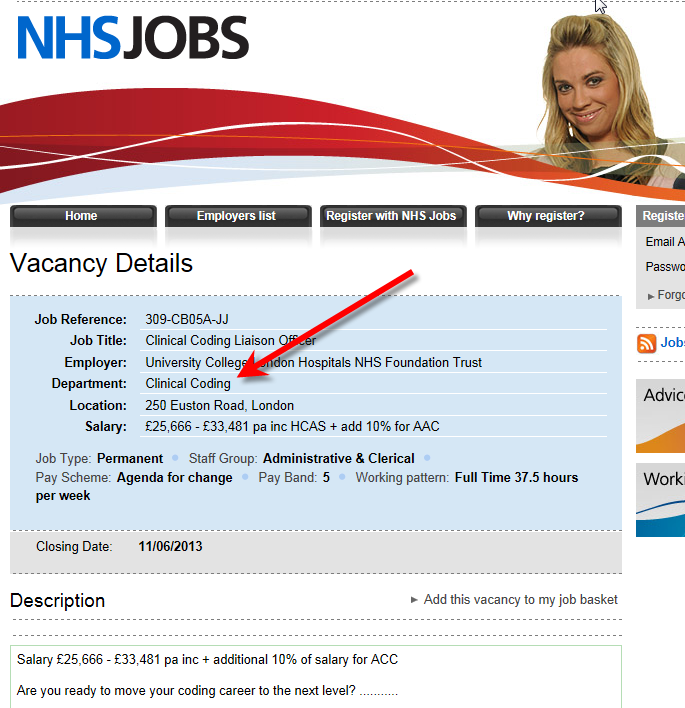 NHS JOBS
Home
Employers list
Register with NHS Jobs
Why register?
Registe
Email A
Passwo
Forgo
Vacancy Details
Job Reference: 309-CB05A-JJ
Job Title: Clinical Coding Liaison Officer
Employer: University College London Hospitals NHS Foundation Trust
Department: Clinical Coding
Location: 250 Euston Road, London
Salary: £25,666 - £33,481 pa inc HCAS + add 10% for AAC
Job Type: Permanent Staff Group: Administrative & Clerical
Pay Scheme: Agenda for change Pay Band: 5 Working pattern: Full Time 37.5 hours
per week
Closing Date: 11/06/2013
Jobs
Advice
Worki
Description
Add this vacancy to my job basket
Salary £25,666 - £33,481 pa inc + additional 10% of salary for ACC
Are you ready to move your coding career to the next level? ...........